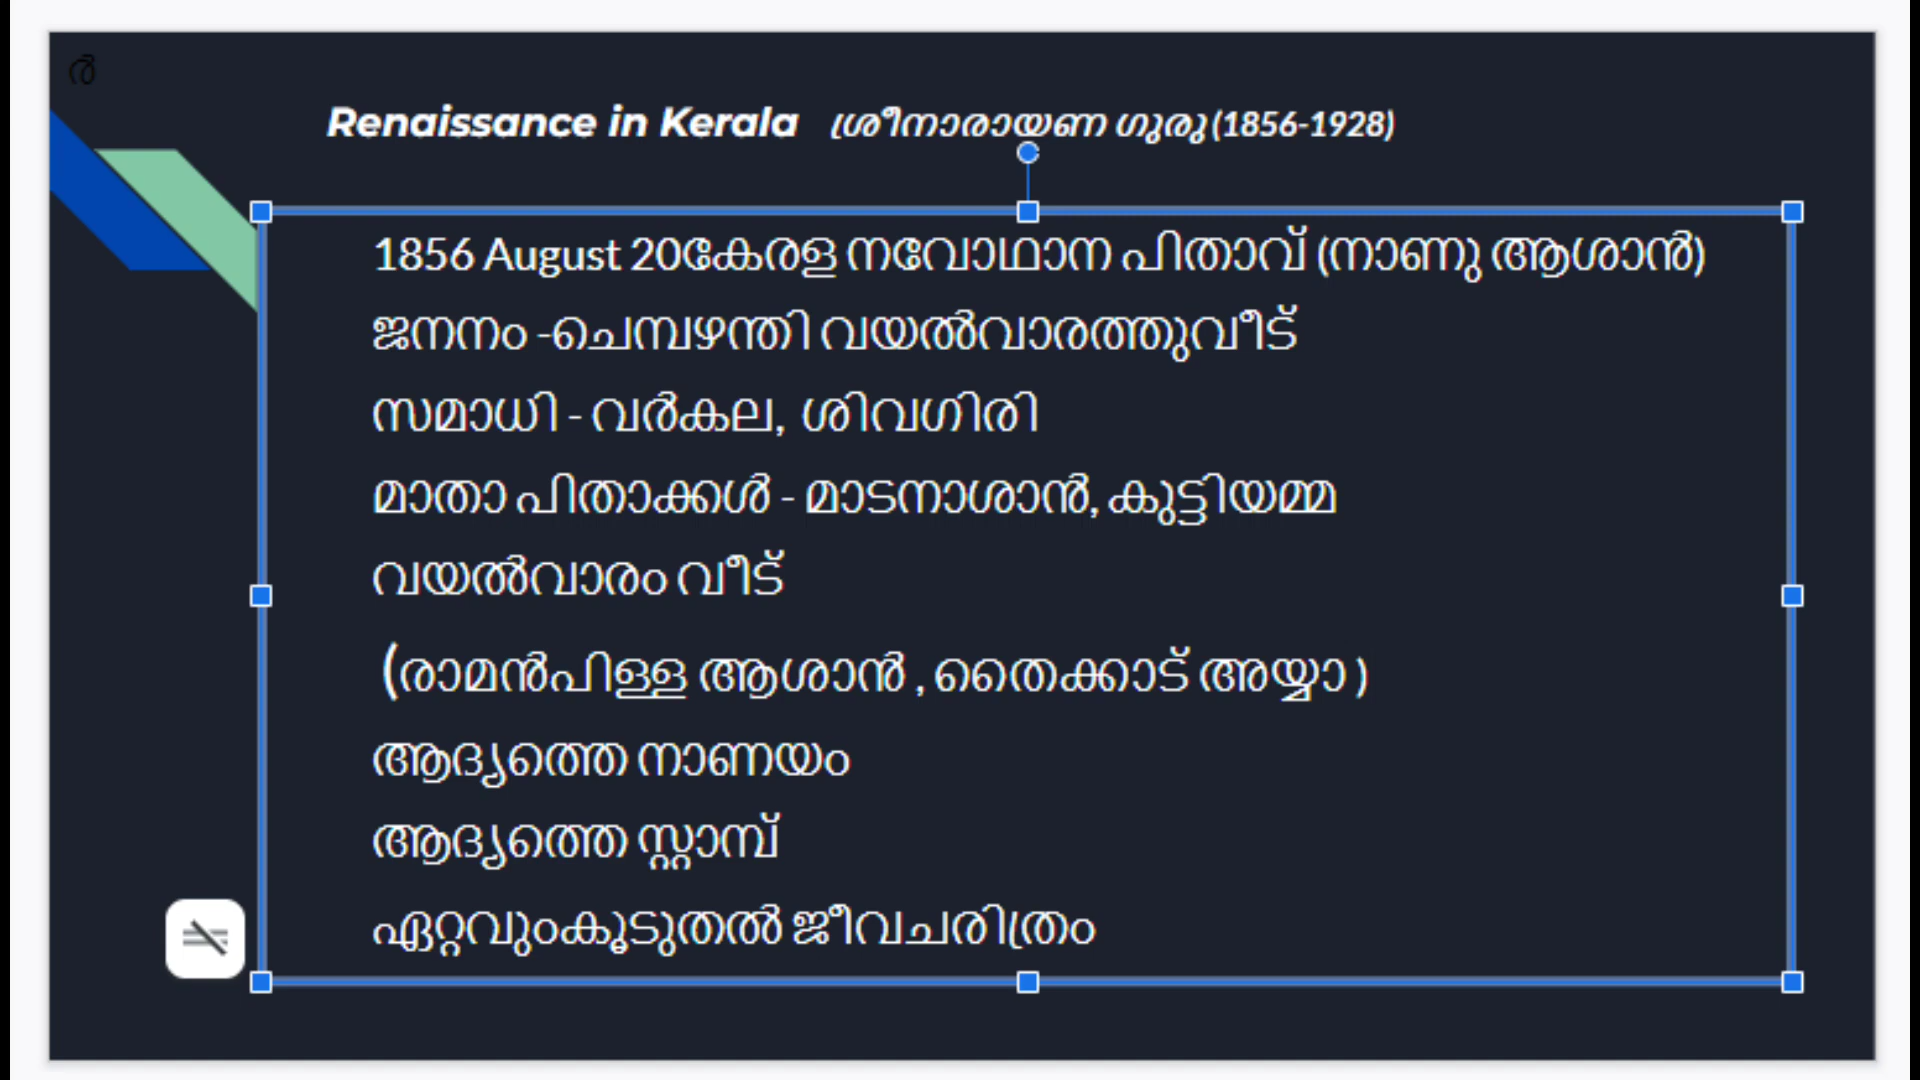 ർ
Renaissance in Kerala ശ്രീനാരായണ ഗുരു (1856-1928)
1856 August 20കേരള നവോഥാന പിതാവ് (നാണു ആശാൻ)
ജനനം -ചെമ്പഴന്തി വയൽവാരത്തുവീട്
സമാധി - വർകല, ശിവഗിരി
മാതാ പിതാക്കൾ - മാടനാശാൻ, കുട്ടിയമ്മ
വയൽവാരം വീട്
(രാമൻപിള്ള ആശാൻ , തൈക്കാട് അയ്യാ )
ആദ്യത്തെ നാണയം
ആദ്യത്തെ സ്റ്റാമ്പ്
ഏറ്റവുംകൂടുതൽ ജീവചരിത്രം